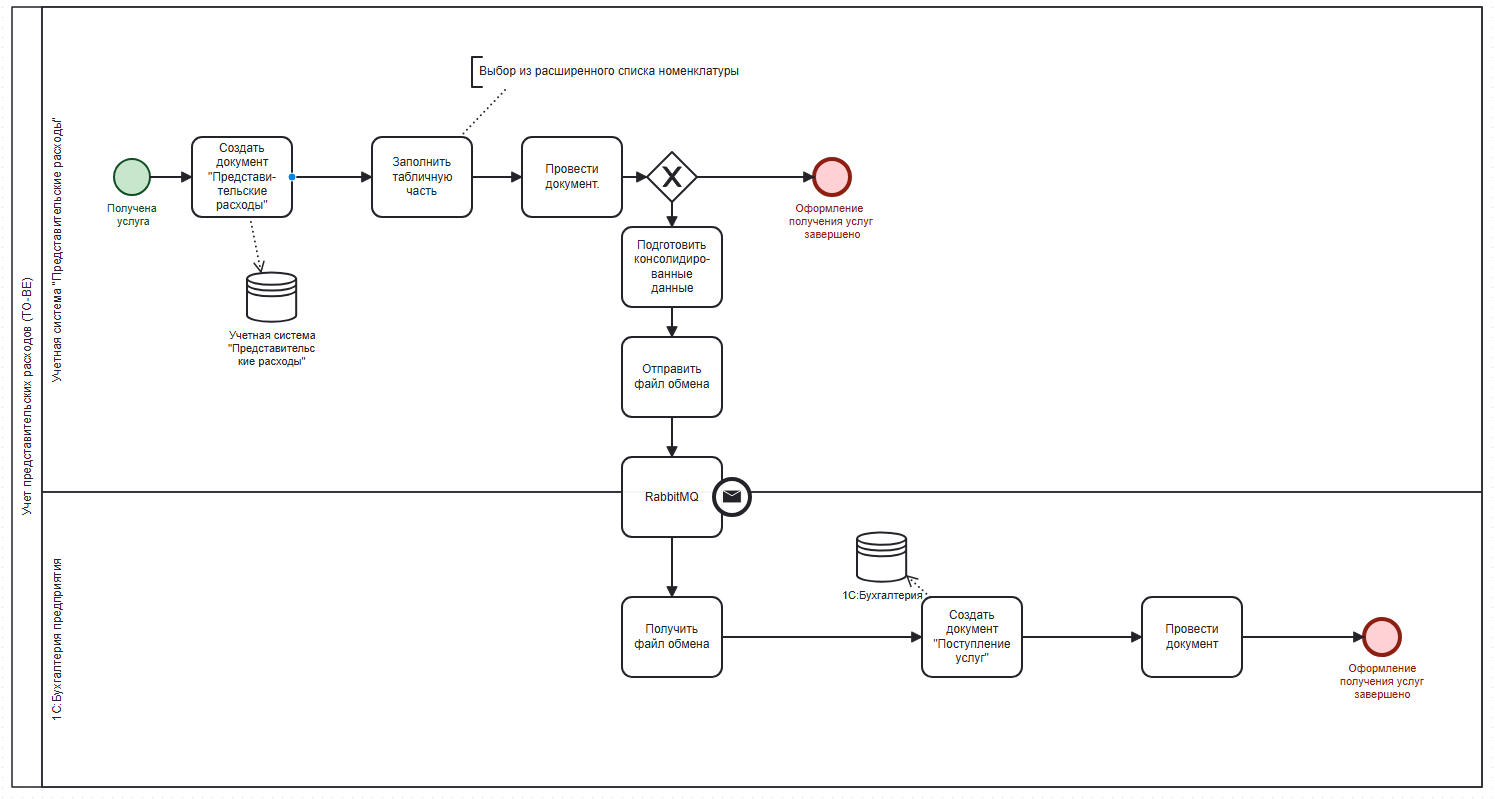 Учет представительских расходов (TO-BE)
Учетная система "Представительские расходы"
Выбор из расширенного списка номенклатуры
Получена
услуга
Создать
документ
"Представи-
тельские
расходы"
Заполнить
табличную
часть
Провести
документ.
Оформление
получения услуг
завершено
Учетная система
"Представительс
кие расходы"
Подготовить
консолидиро-
ванные
данные
Отправить
файл обмена
RabbitMQ
1С:Бухгалтерия предприятия
Получить
файл обмена
1С:Бухгалтерия
Создать
документ
"Поступление
услуг"
Провести
документ
Оформление
получения услуг
завершено